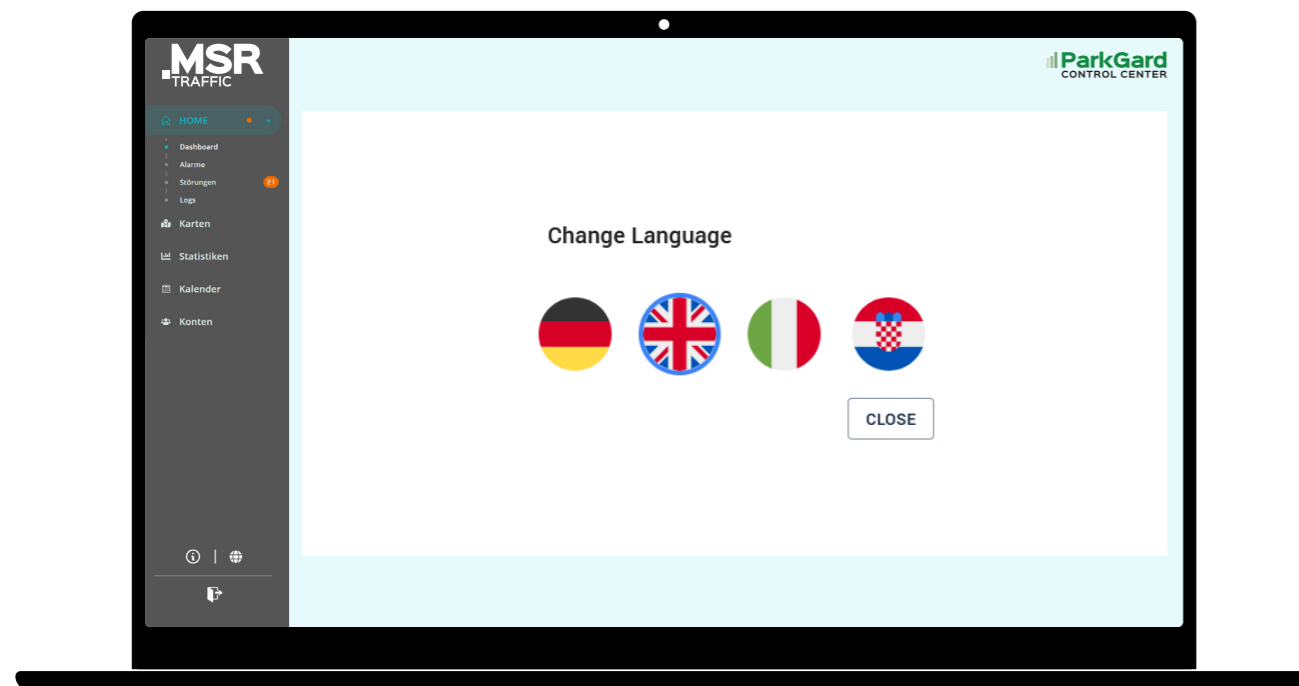 .MSR
TRAFFIC
ParkGard
CONTROL CENTER
HOME
Dashboard
Alarme
Störungen 21
Logs
Karten
Statistiken
Kalender
Konten
Change Language
CLOSE